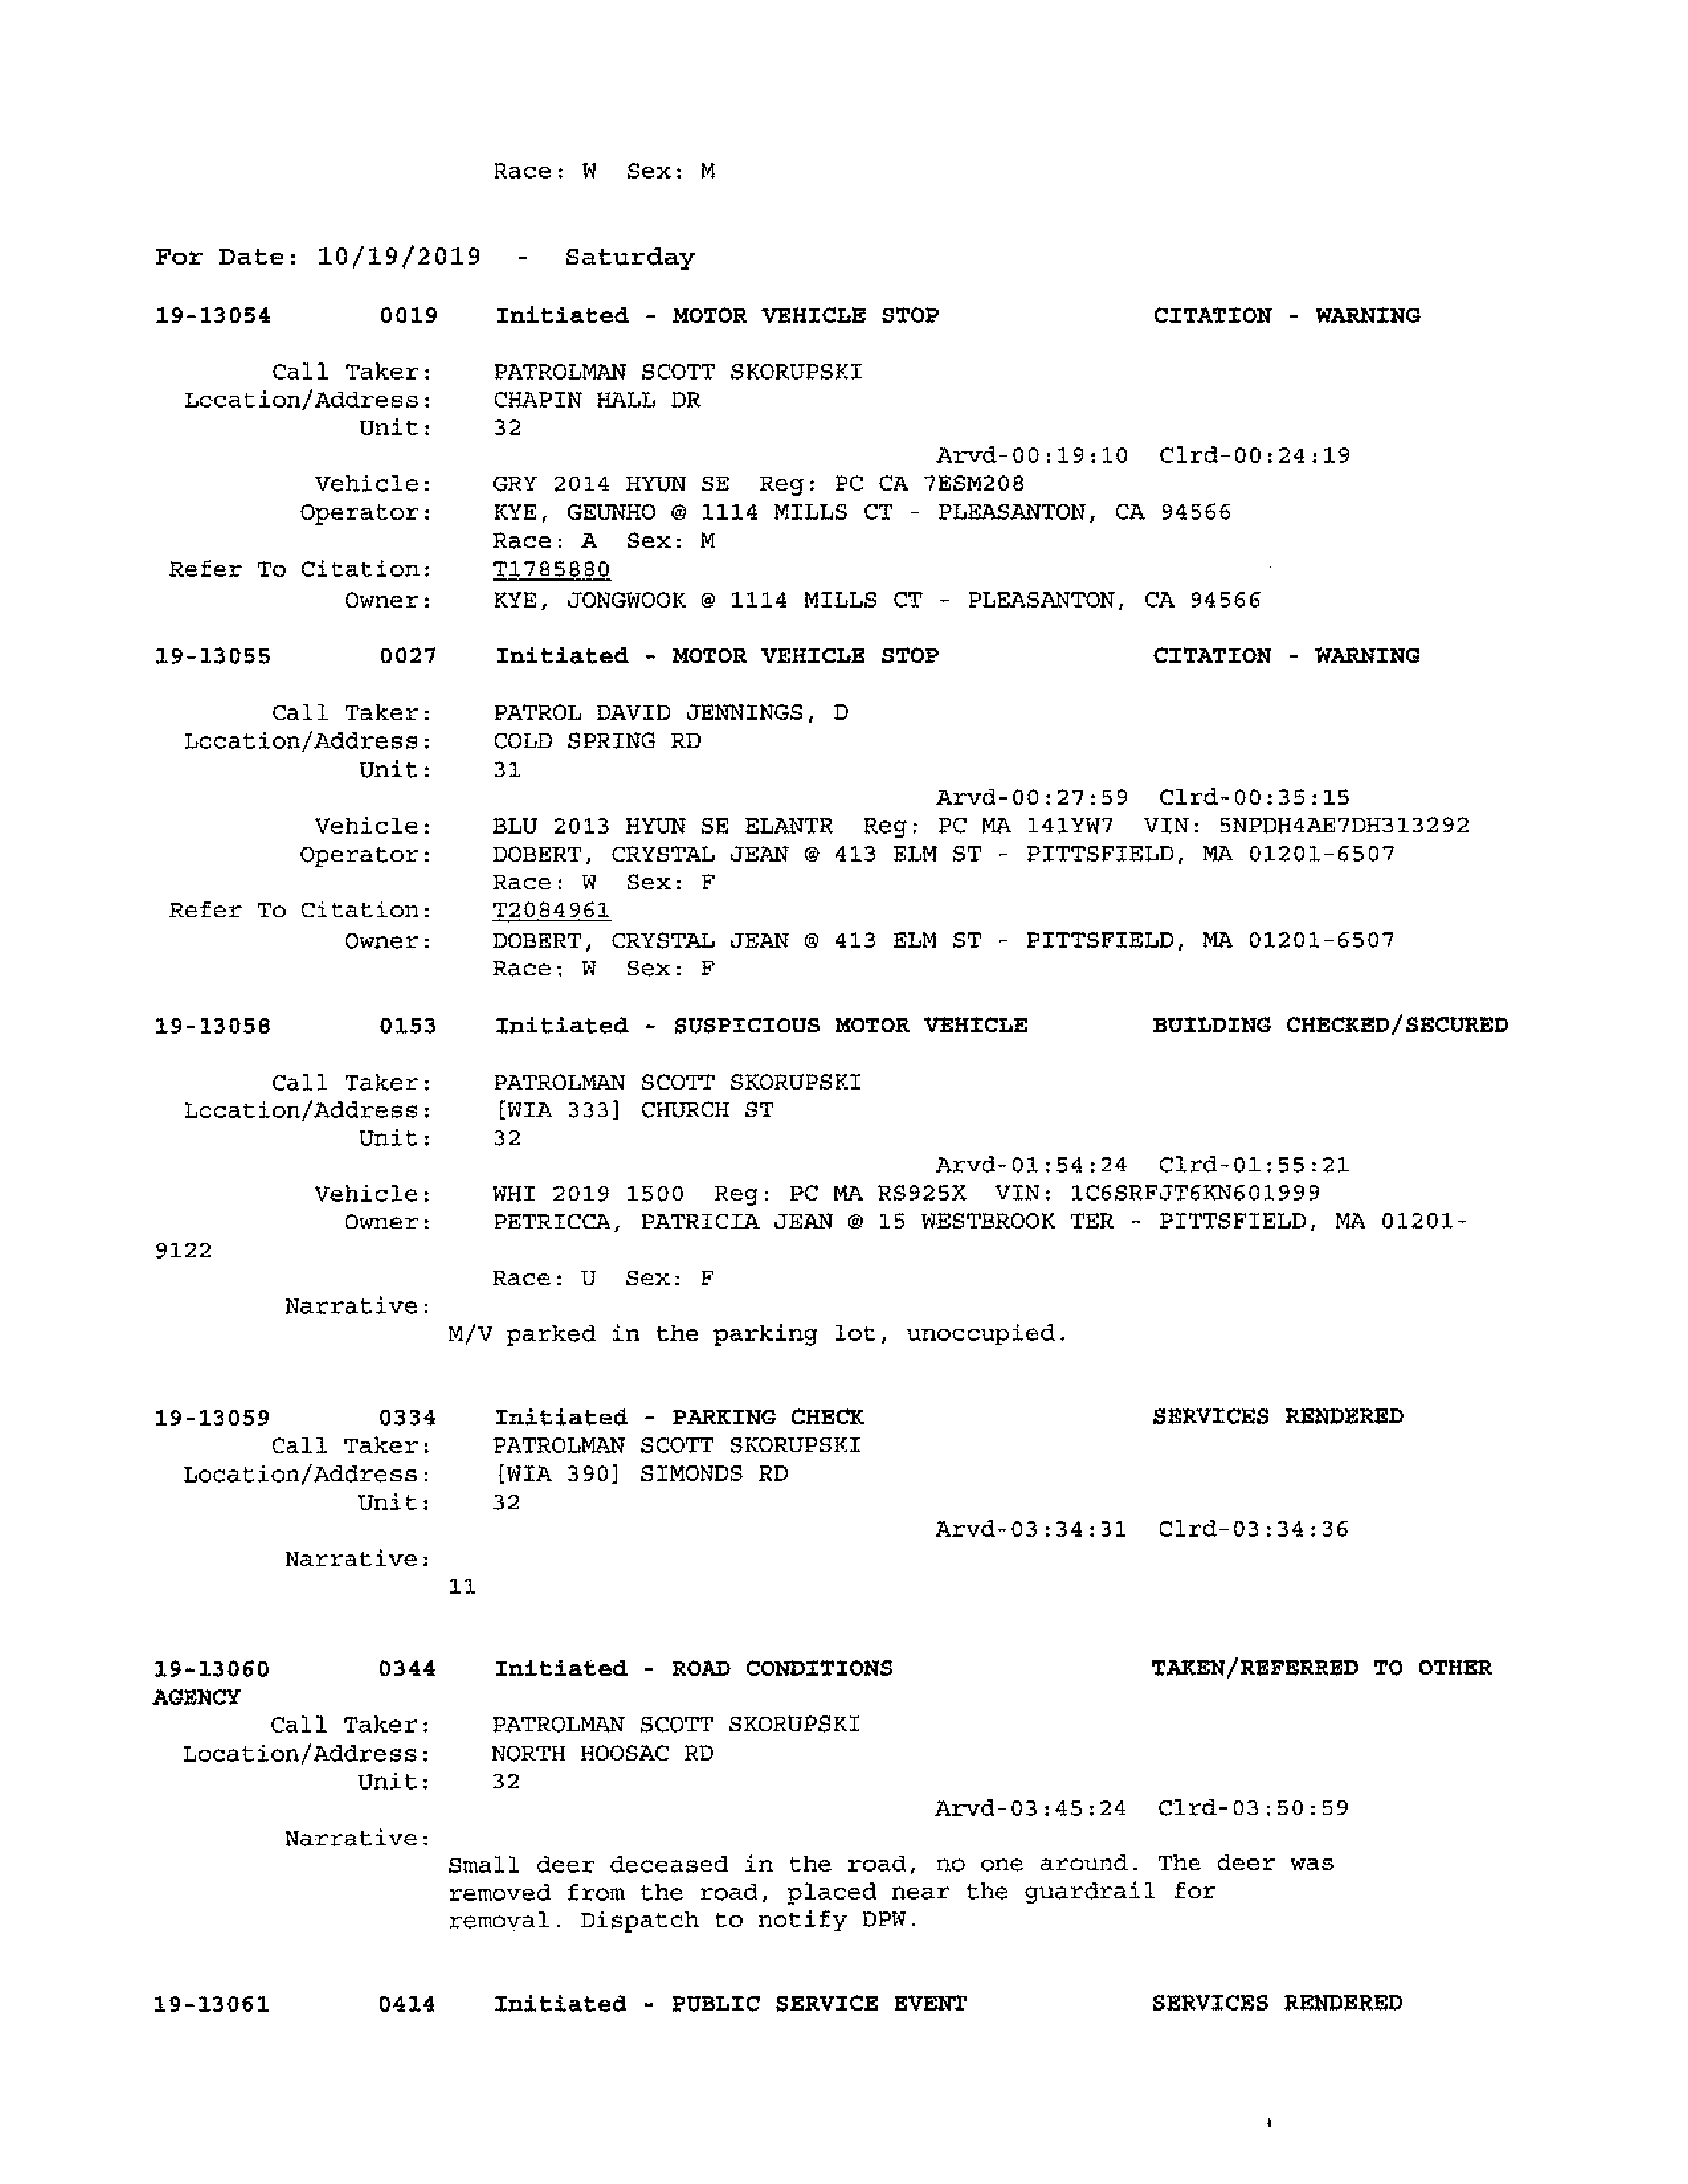 Race: W  Sex: M
For Date: 10/19/2019  -  Saturday
19-13054  0019  Initiated - MOTOR VEHICLE STOP  CITATION - WARNING
Call Taker:  PATROLMAN SCOTT SKORUPSKI
Location/Address:  CHAPIN HALL DR
Unit:  32
Arvd-00:19:10  Clrd-00:24:19
Vehicle:  GRY 2014 HYUN SE  Reg: PC CA 7ESM208
Operator:  KYE, GEUNHO @ 1114 MILLS CT - PLEASANTON, CA 94566
Race: A  Sex: M
Refer To Citation:  T1785880
Owner:  KYE, JONGWOOK @ 1114 MILLS CT - PLEASANTON, CA 94566
19-13055  0027  Initiated - MOTOR VEHICLE STOP  CITATION - WARNING
Call Taker:  PATROL DAVID JENNINGS, D
Location/Address:  COLD SPRING RD
Unit:  31
Arvd-00:27:59  Clrd-00:35:15
Vehicle:  BLU 2013 HYUN SE ELANTR  Reg: PC MA 141YW7  VIN: 5NPDH4AE7DH313292
Operator:  DOBERT, CRYSTAL JEAN @ 413 ELM ST - PITTSFIELD, MA 01201-6507
Race: W  Sex: F
Refer To Citation:  T2084961
Owner:  DOBERT, CRYSTAL JEAN @ 413 ELM ST - PITTSFIELD, MA 01201-6507
Race: W  Sex: F
19-13058  0153  Initiated - SUSPICIOUS MOTOR VEHICLE  BUILDING CHECKED/SECURED
Call Taker:  PATROLMAN SCOTT SKORUPSKI
Location/Address:  [WIA 333] CHURCH ST
Unit:  32
Arvd-01:54:24  Clrd-01:55:21
Vehicle:  WHI 2019 1500  Reg: PC MA RS925X  VIN: 1C6SRFJT6KN601999
Owner:  PETRICCA, PATRICIA JEAN @ 15 WESTBROOK TER - PITTSFIELD, MA 01201-
9122
Race: U  Sex: F
Narrative:
M/V parked in the parking lot, unoccupied.
19-13059  0334  Initiated - PARKING CHECK  SERVICES RENDERED
Call Taker:  PATROLMAN SCOTT SKORUPSKI
Location/Address:  [WIA 390] SIMONDS RD
Unit:  32
Arvd-03:34:31  Clrd-03:34:36
Narrative:
11
19-13060  0344  Initiated - ROAD CONDITIONS  TAKEN/REFERRED TO OTHER
AGENCY
Call Taker:  PATROLMAN SCOTT SKORUPSKI
Location/Address:  NORTH HOOSAC RD
Unit:  32
Arvd-03:45:24  Clrd-03:50:59
Narrative:
Small deer deceased in the road, no one around. The deer was
removed from the road, placed near the guardrail for
removal. Dispatch to notify DPW.
19-13061  0414  Initiated - PUBLIC SERVICE EVENT  SERVICES RENDERED